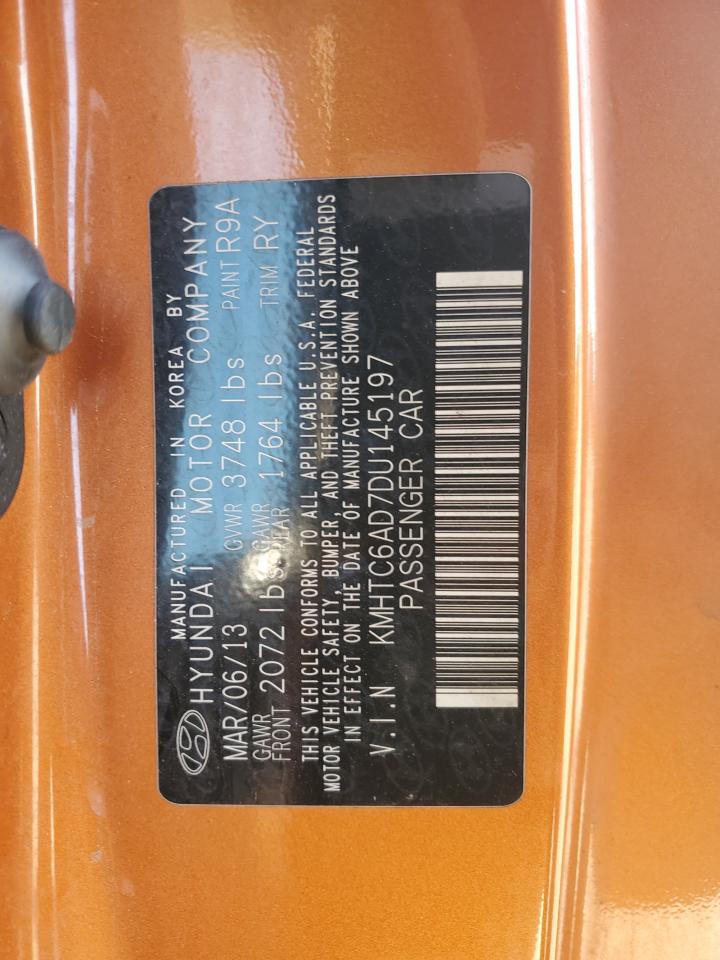 MANUFACTURED IN KOREA BY
HYUNDAI MOTOR COMPANY
MAR/06/13 GVWR 3748 lbs PAINT R9A
GAWR FRONT 2072 lbs GAWR REAR 1764 lbs TRIM RY
THIS VEHICLE CONFORMS TO ALL APPLICABLE U.S.A. FEDERAL
MOTOR VEHICLE SAFETY, BUMPER, AND THEFT PREVENTION STANDARDS
IN EFFECT ON THE DATE OF MANUFACTURE SHOWN ABOVE
V.I.N KMHTC6AD7DU145197
PASSENGER CAR